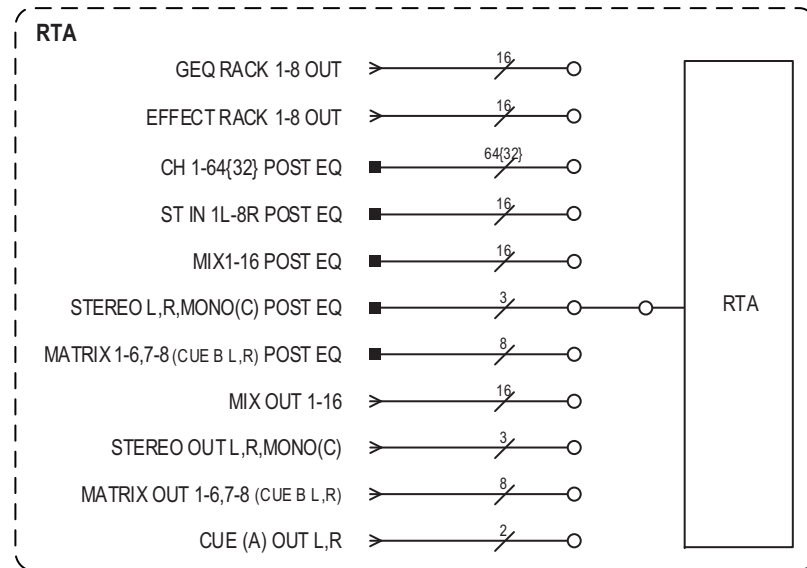 RTA
GEQ RACK 1-8 OUT 16
EFFECT RACK 1-8 OUT 16
CH 1-64{32} POST EQ 64{32}
ST IN 1L-8R POST EQ 16
MIX1-16 POST EQ 16
STEREO L,R,MONO(C) POST EQ 3 RTA
MATRIX 1-6,7-8 (CUE B L,R) POST EQ 8
MIX OUT 1-16 16
STEREO OUT L,R,MONO(C) 3
MATRIX OUT 1-6,7-8 (CUE B L,R) 8
CUE (A) OUT L,R 2